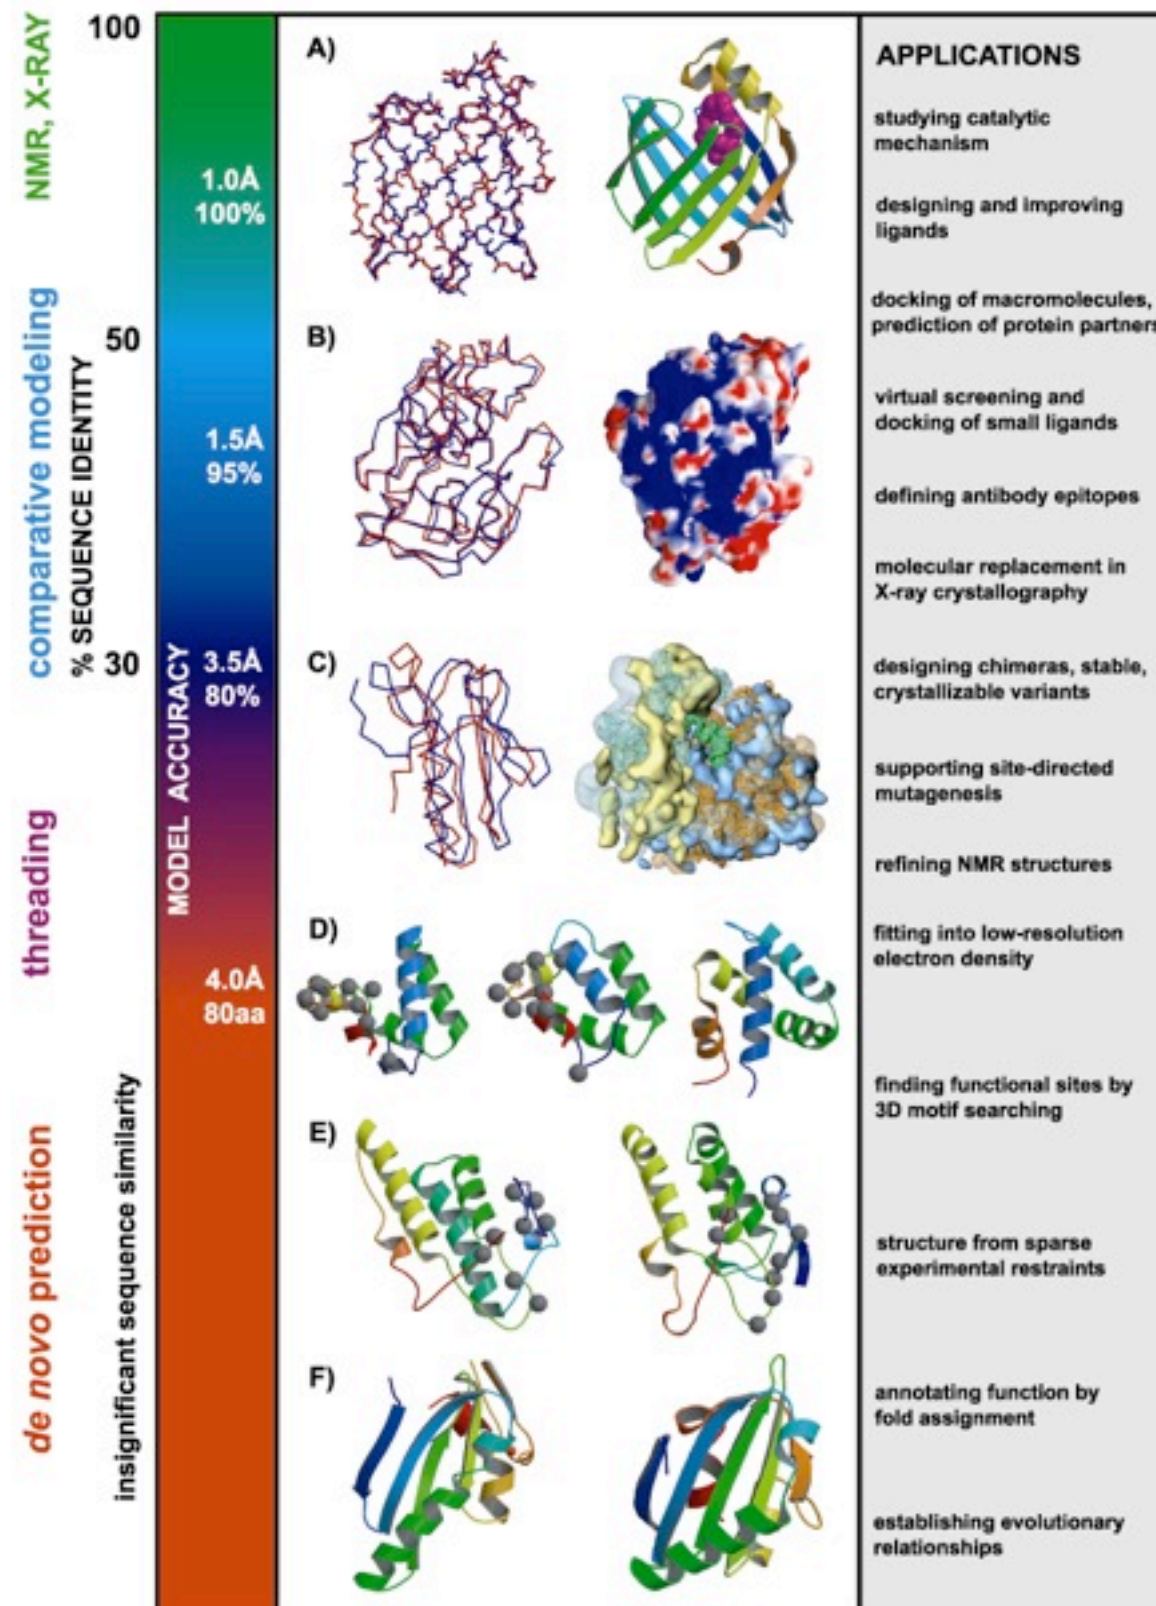 NMR, X-RAY
comparative modeling
threading
de novo prediction
% SEQUENCE IDENTITY
insignificant sequence similarity
100
50
30
MODEL ACCURACY
1.0Å
100%
1.5Å
95%
3.5Å
80%
4.0Å
80aa
A)
B)
C)
D)
E)
F)
APPLICATIONS
studying catalytic
mechanism
designing and improving
ligands
docking of macromolecules,
prediction of protein partners
virtual screening and
docking of small ligands
defining antibody epitopes
molecular replacement in
X-ray crystallography
designing chimeras, stable,
crystallizable variants
supporting site-directed
mutagenesis
refining NMR structures
fitting into low-resolution
electron density
finding functional sites by
3D motif searching
structure from sparse
experimental restraints
annotating function by
fold assignment
establishing evolutionary
relationships